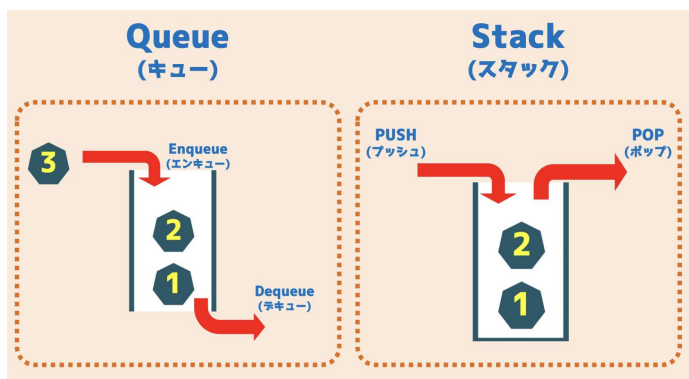 Queue
(キュー)
3
Enqueue
(エンキュー)
2
1
Dequeue
(デキュー)
Stack
(スタック)
PUSH
(プッシュ)
POP
(ポップ)
2
1